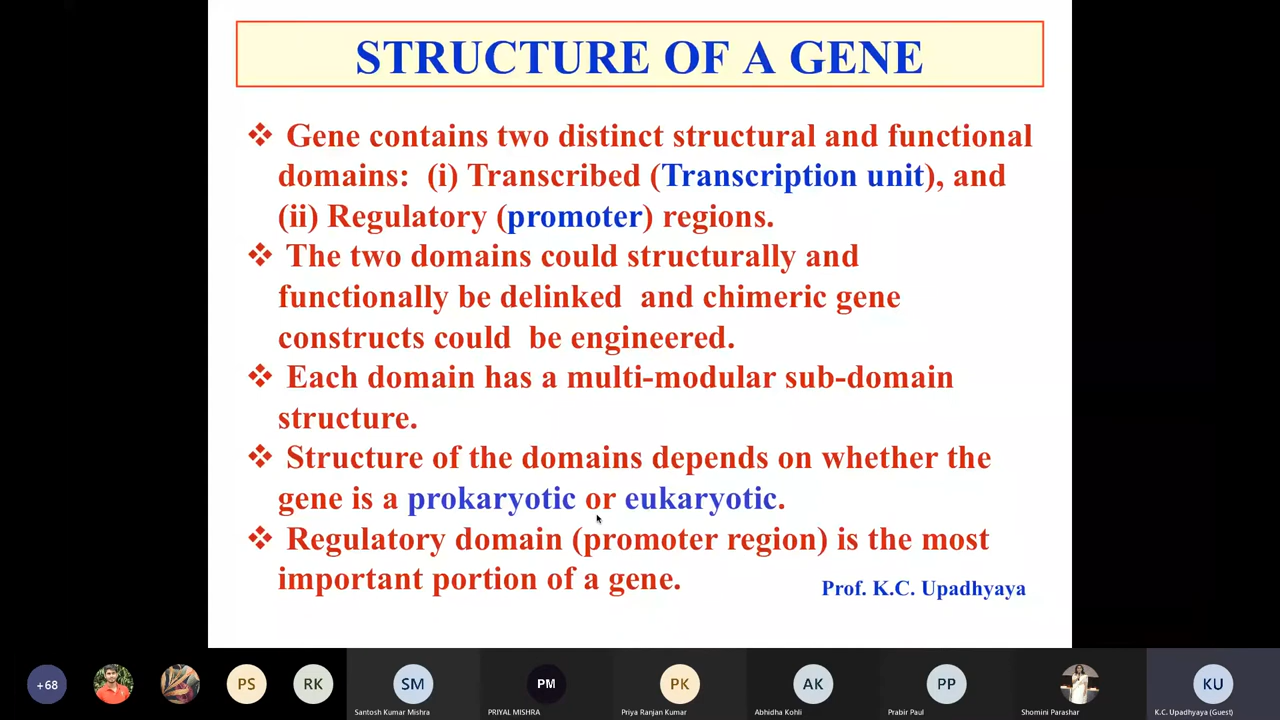 STRUCTURE OF A GENE
❖ Gene contains two distinct structural and functional
domains: (i) Transcribed (Transcription unit), and
(ii) Regulatory (promoter) regions.
❖ The two domains could structurally and
functionally be delinked and chimeric gene
constructs could be engineered.
❖ Each domain has a multi-modular sub-domain
structure.
❖ Structure of the domains depends on whether the
gene is a prokaryotic or eukaryotic.
❖ Regulatory domain (promoter region) is the most
important portion of a gene.
Prof. K.C. Upadhyaya
+68 PS RK SM PM PK AK PP KU
Santosh Kumar Mishra PRIYAL MISHRA Priya Ranjan Kumar Abhidha Kohli Prabir Paul Shomini Parashar K.C. Upadhyaya (Guest)